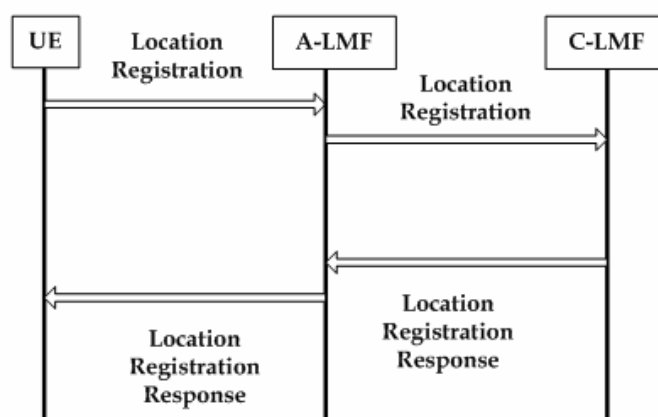 UE
A-LMF
C-LMF
Location
Registration
Location
Registration
Location
Registration
Response
Location
Registration
Response